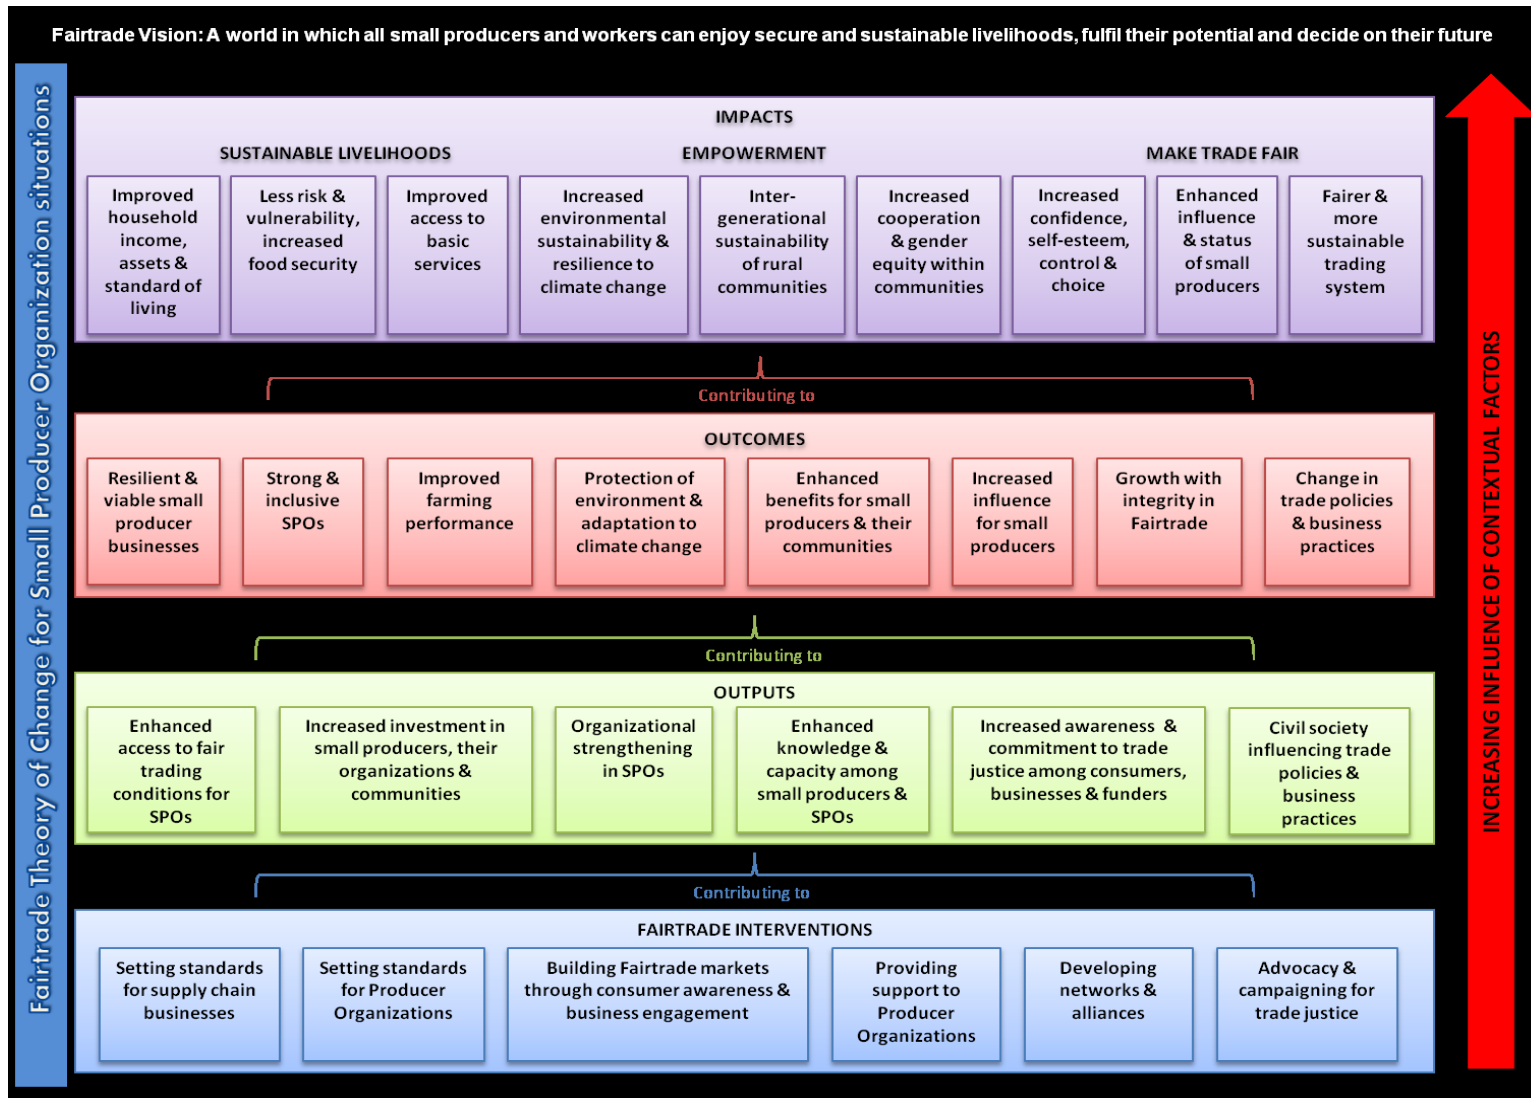 Fairtrade Vision: A world in which all small producers and workers can enjoy secure and sustainable livelihoods, fulfil their potential and decide on their future
Fairtrade Theory of Change for Small Producer Organization situations
IMPACTS
SUSTAINABLE LIVELIHOODS
EMPOWERMENT
MAKE TRADE FAIR
Improved
household
income,
assets &
standard of
living
Less risk &
vulnerability,
increased
food security
Improved
access to
basic
services
Increased
environmental
sustainability &
resilience to
climate change
Inter-
generational
sustainability
of rural
communities
Increased
cooperation
& gender
equity within
communities
Increased
confidence,
self-esteem,
control &
choice
Enhanced
influence
& status
of small
producers
Fairer &
more
sustainable
trading
system
Contributing to
OUTCOMES
Resilient &
viable small
producer
businesses
Strong &
inclusive
SPOs
Improved
farming
performance
Protection of
environment &
adaptation to
climate change
Enhanced
benefits for small
producers & their
communities
Increased
influence
for small
producers
Growth with
integrity in
Fairtrade
Change in
trade policies
& business
practices
Contributing to
OUTPUTS
Enhanced
access to fair
trading
conditions for
SPOs
Increased investment in
small producers, their
organizations &
communities
Organizational
strengthening
in SPOs
Enhanced
knowledge &
capacity among
small producers &
SPOs
Increased awareness &
commitment to trade
justice among consumers,
businesses & funders
Civil society
influencing trade
policies &
business
practices
Contributing to
FAIRTRADE INTERVENTIONS
Setting standards
for supply chain
businesses
Setting standards
for Producer
Organizations
Building Fairtrade markets
through consumer awareness &
business engagement
Providing
support to
Producer
Organizations
Developing
networks &
alliances
Advocacy &
campaigning for
trade justice
INCREASING INFLUENCE OF CONTEXTUAL FACTORS